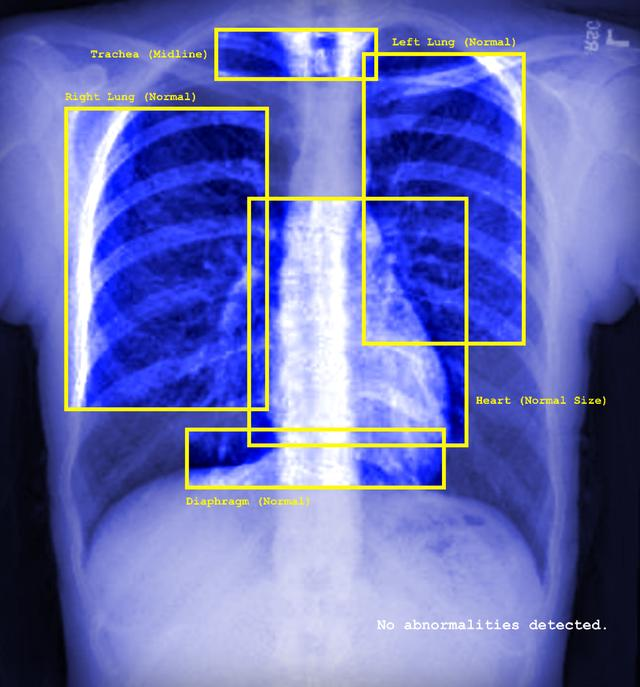 Left Lung (Normal)
Trachea (Midline)
Right Lung (Normal)
L
Heart (Normal Size)
Diaphragm (Normal)
No abnormalities detected.